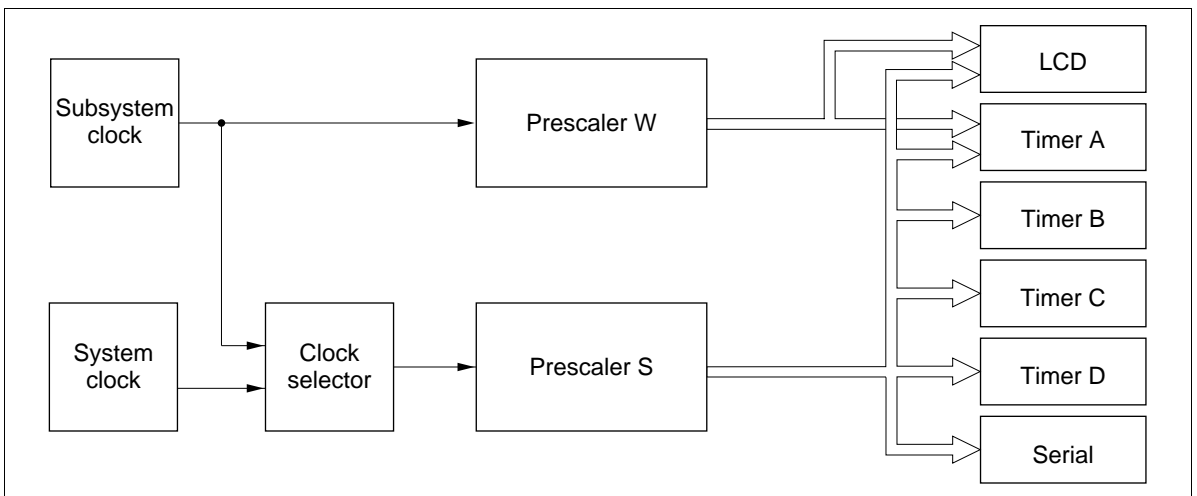 Subsystem
clock
Prescaler W
System
clock
Clock
selector
Prescaler S
LCD
Timer A
Timer B
Timer C
Timer D
Serial